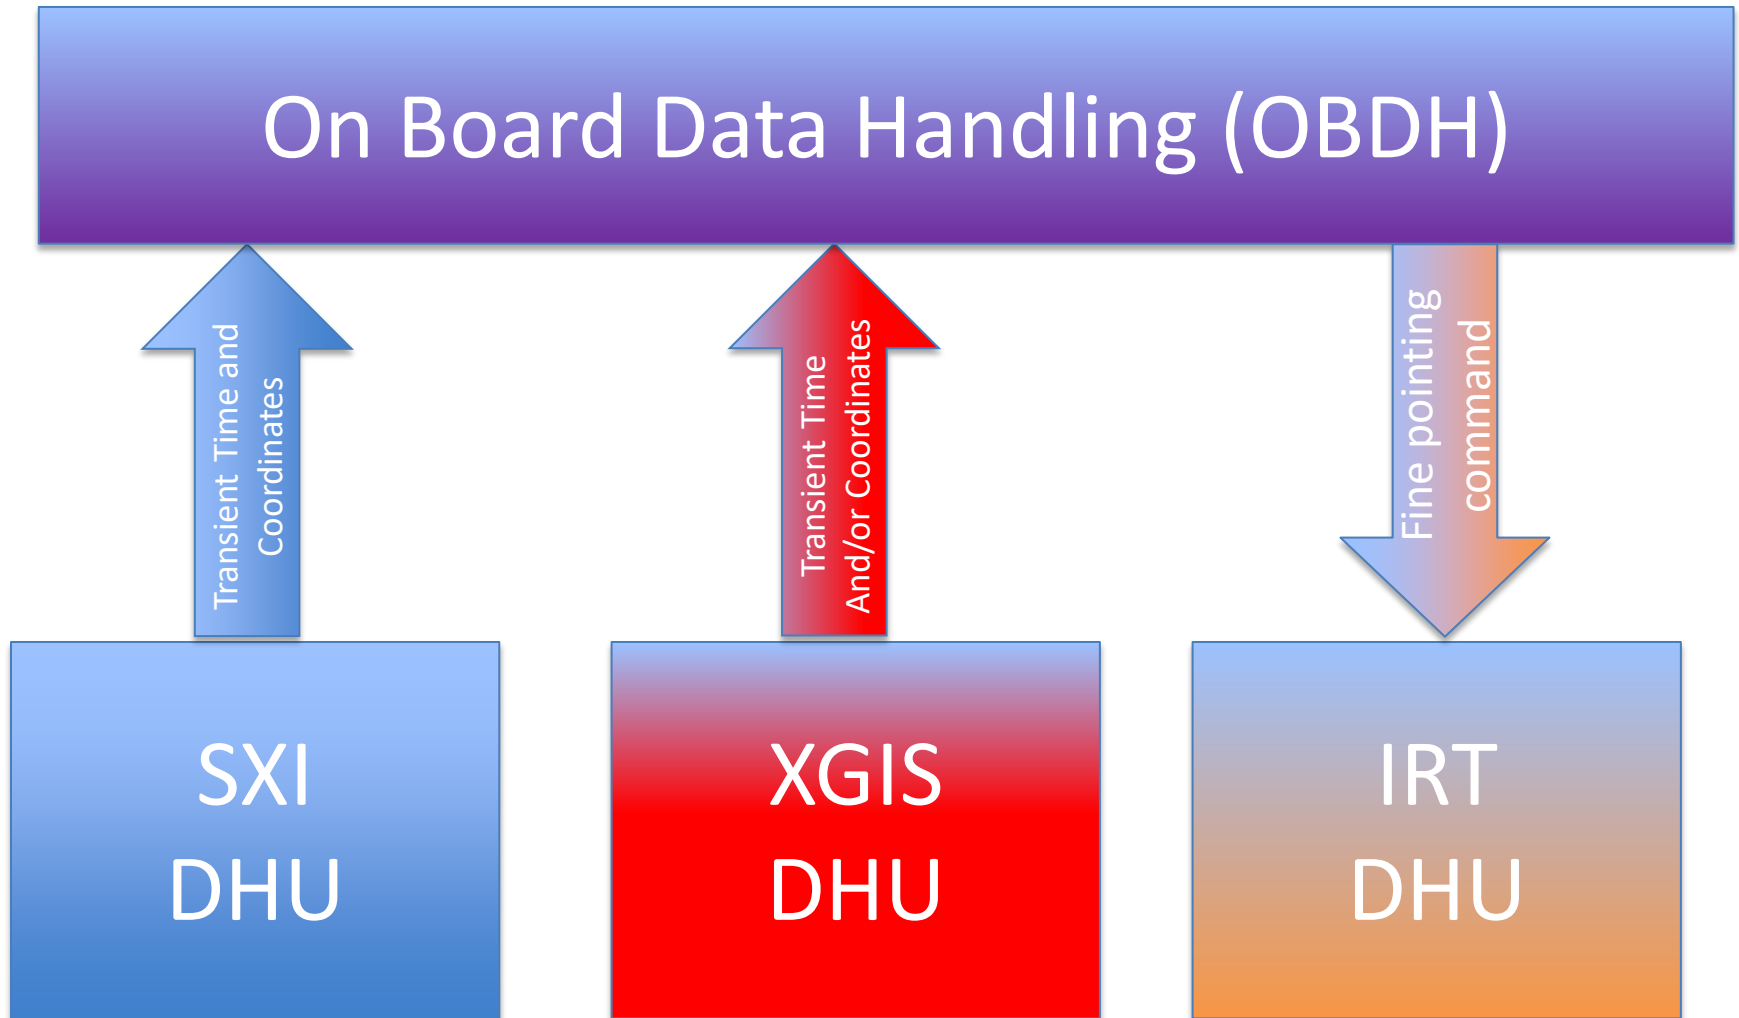 On Board Data Handling (OBDH)
Transient Time and
Coordinates
Transient Time
And/or Coordinates
Fine pointing
command
SXI
DHU
XGIS
DHU
IRT
DHU